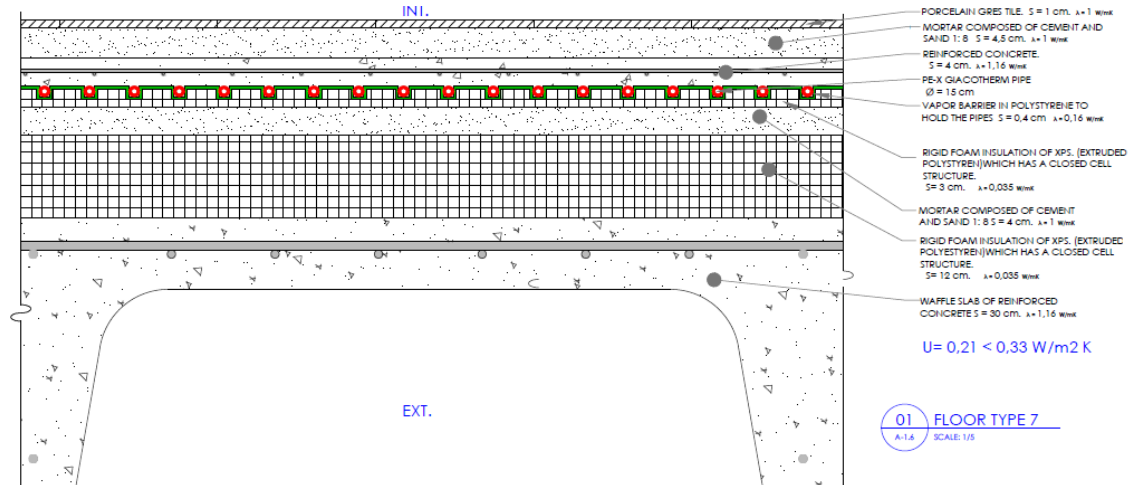 INI.
PORCELAIN GRES TILE. S = 1 cm. λ= 1 W/mK
MORTAR COMPOSED OF CEMENT AND
SAND 1: 8 S = 4,5 cm. λ= 1 W/mK
REINFORCED CONCRETE.
S = 4 cm. λ= 1,16 W/mK
PE-X GIACOTHERM PIPE
Ø = 15 cm
VAPOR BARRIER IN POLYSTYRENE TO
HOLD THE PIPES S = 0,4 cm λ= 0,16 W/mK
RIGID FOAM INSULATION OF XPS. (EXTRUDED
POLYSTYREN)WHICH HAS A CLOSED CELL
STRUCTURE.
S= 3 cm. λ= 0,035 W/mK
MORTAR COMPOSED OF CEMENT
AND SAND 1: 8 S = 4 cm. λ= 1 W/mK
RIGID FOAM INSULATION OF XPS. (EXTRUDED
POLYESTYREN)WHICH HAS A CLOSED CELL
STRUCTURE.
S= 12 cm. λ= 0,035 W/mK
WAFFLE SLAB OF REINFORCED
CONCRETE S = 30 cm. λ= 1,16 W/mK
U= 0,21 < 0,33 W/m2 K
EXT.
01 FLOOR TYPE 7
A-1.6 SCALE: 1/5